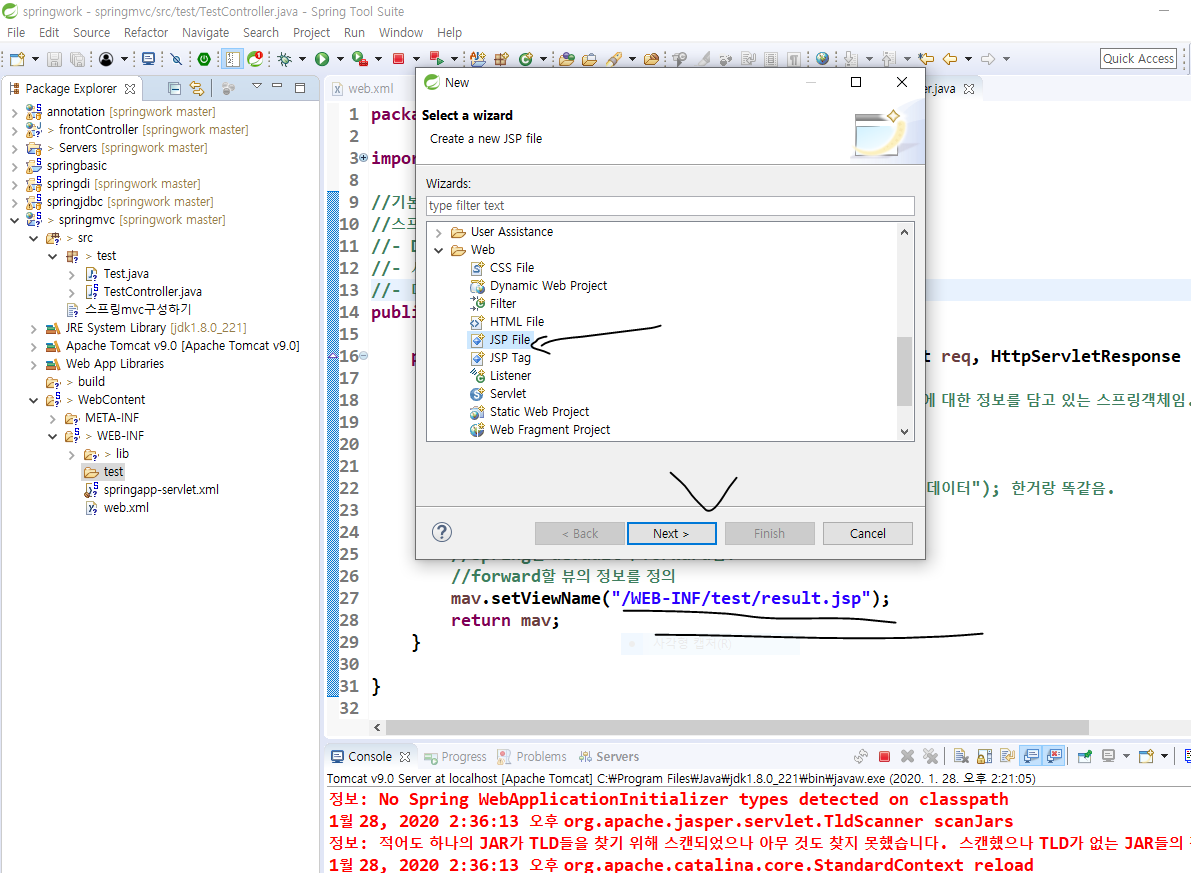 springwork - springmvc/src/test/TestController.java - Spring Tool Suite
File Edit Source Refactor Navigate Search Project Run Window Help
Quick Access
Package Explorer
web.xml
er.java
annotation [springwork master]
> frontController [springwork master]
> Servers [springwork master]
springbasic
springdi [springwork master]
springjdbc [springwork master]
> springmvc [springwork master]
> src
> test
Test.java
TestController.java
스프링mvc구성하기
JRE System Library [jdk1.8.0_221]
Apache Tomcat v9.0 [Apache Tomcat v9.0]
Web App Libraries
> build
> WebContent
META-INF
> WEB-INF
> lib
test
springapp-servlet.xml
web.xml
New
Select a wizard
Create a new JSP file
Wizards:
type filter text
User Assistance
Web
CSS File
Dynamic Web Project
Filter
HTML File
JSP File
JSP Tag
Listener
Servlet
Static Web Project
Web Fragment Project
< Back Next > Finish Cancel
1 packa
2
3 impor
8
9 //기본
10 //스프
11 //-
12 //-
13 //-
14 publi
15
16 t req, HttpServletResponse
17
18 에 대한 정보를 담고 있는 스프링객체임.
19
20
21
22 데이터"); 한거랑 똑같음.
23
24
25
26 //forward할 뷰의 정보를 정의
27 mav.setViewName("/WEB-INF/test/result.jsp");
28 return mav;
29 }
30
31 }
32
사각형 캡처(R)
Console Progress Problems Servers
Tomcat v9.0 Server at localhost [Apache Tomcat] C:₩Program Files₩Java₩jdk1.8.0_221₩bin₩javaw.exe (2020. 1. 28. 오후 2:21:05)
정보: No Spring WebApplicationInitializer types detected on classpath
1월 28, 2020 2:36:13 오후 org.apache.jasper.servlet.TldScanner scanJars
정보: 적어도 하나의 JAR가 TLD들을 찾기 위해 스캔되었으나 아무 것도 찾지 못했습니다. 스캔했으나 TLD가 없는 JAR들의
1월 28, 2020 2:36:13 오후 org.apache.catalina.core.StandardContext reload